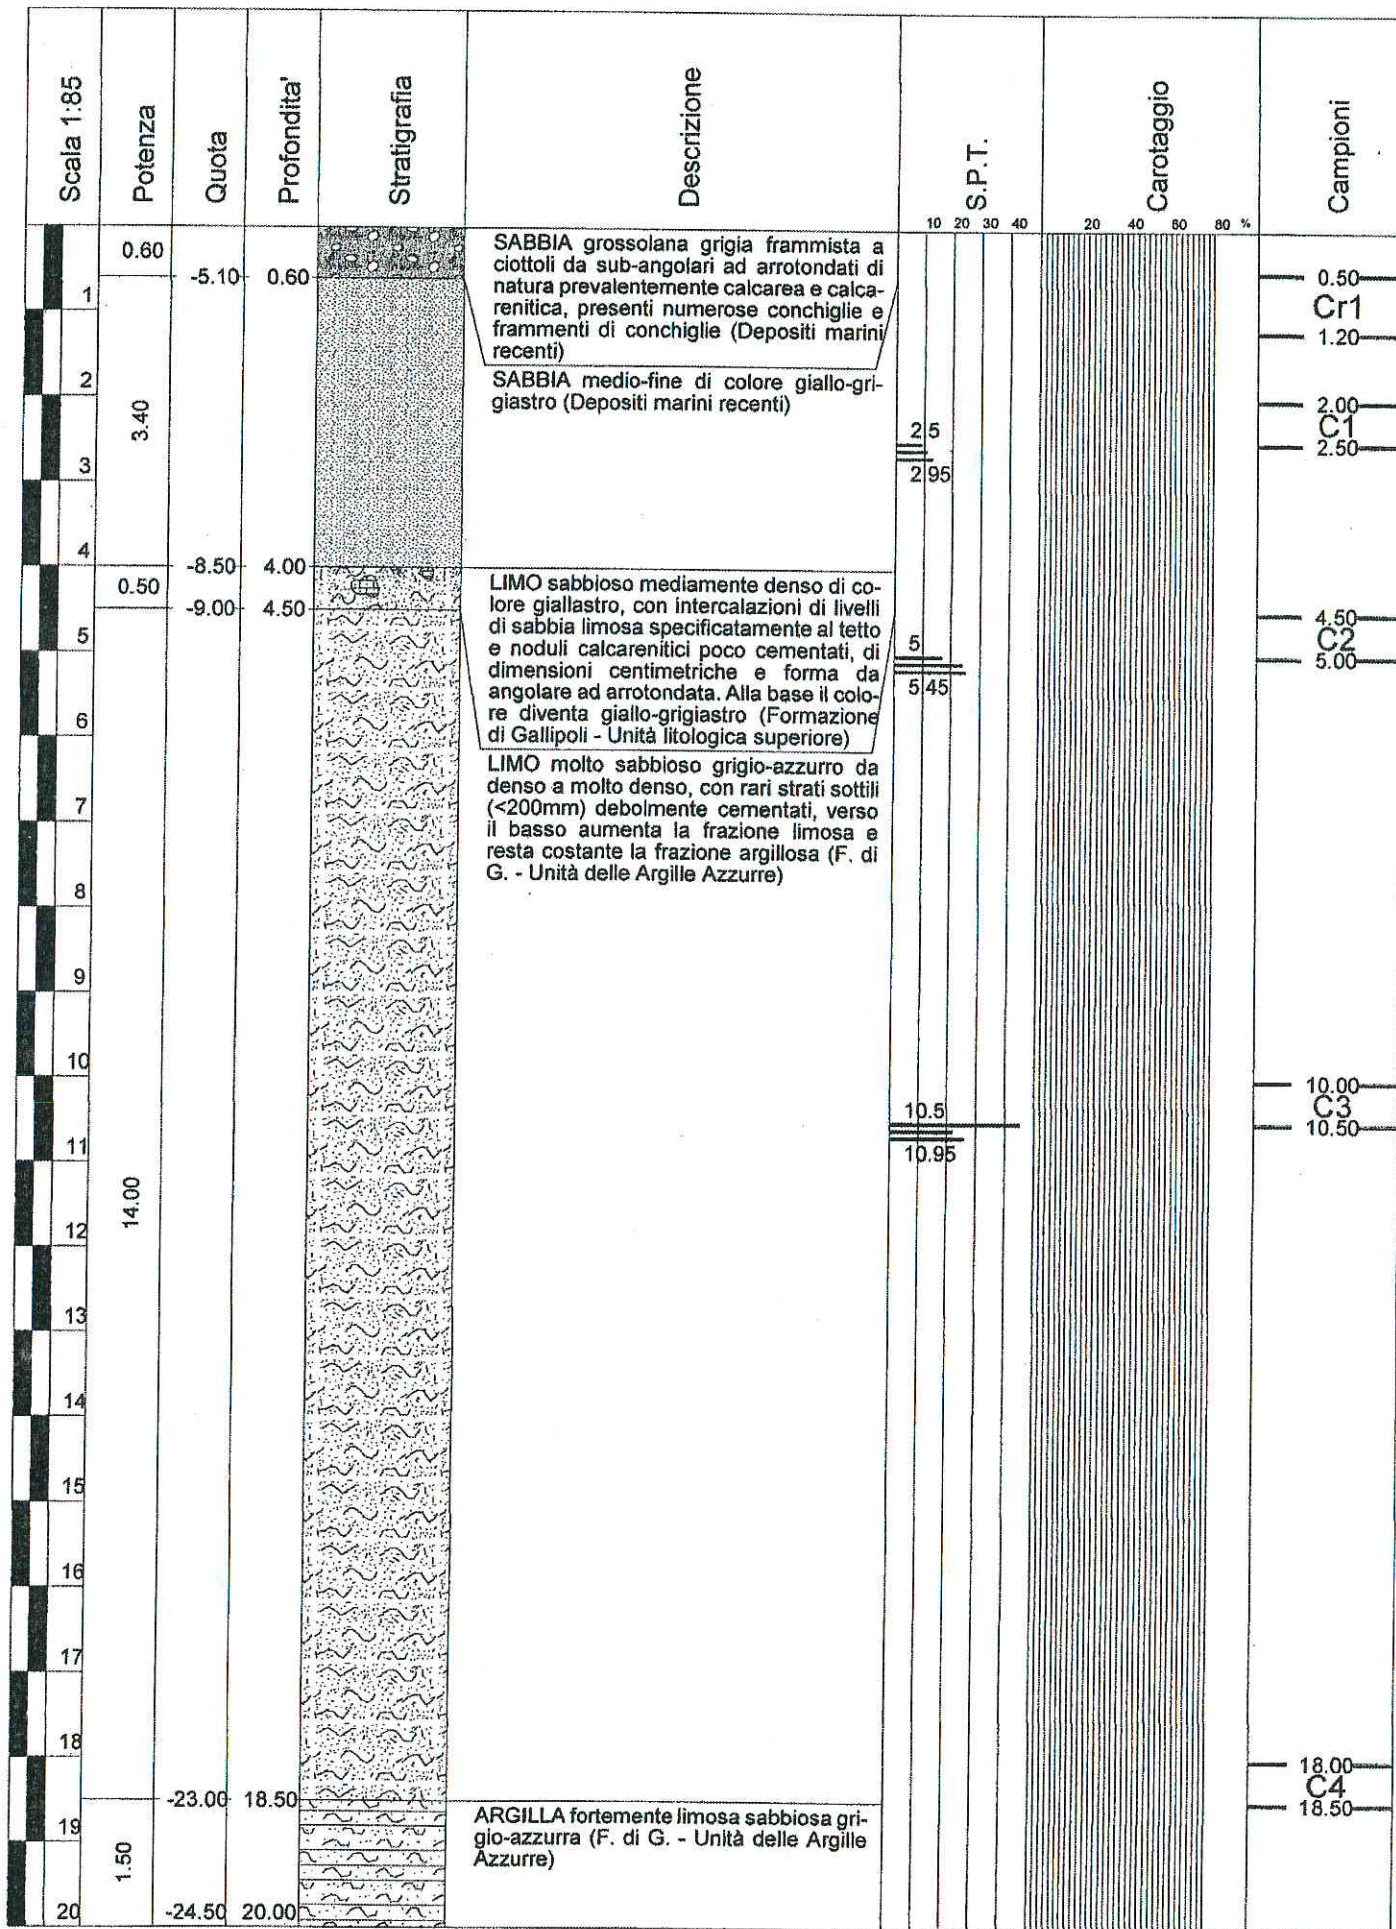 Scala 1:85
Potenza
Quota
Profondita'
Stratigrafia
Descrizione
S.P.T.
Carotaggio
Campioni
10 20 30 40
20 40 60 80 %
0.60
-5.10 0.60
SABBIA grossolana grigia frammista a
ciottoli da sub-angolari ad arrotondati di
natura prevalentemente calcarea e calca-
renitica, presenti numerose conchiglie e
frammenti di conchiglie (Depositi marini
recenti)
0.50
Cr1
1.20
1
2
SABBIA medio-fine di colore giallo-gri-
giastro (Depositi marini recenti)
3.40
2.00
C1
2.50
2.5
2.95
3
4
-8.50 4.00
0.50
-9.00 4.50
LIMO sabbioso mediamente denso di co-
lore giallastro, con intercalazioni di livelli
di sabbia limosa specificatamente al tetto
e noduli calcarenitici poco cementati, di
dimensioni centimetriche e forma da
angolare ad arrotondata. Alla base il colo-
re diventa giallo-grigiastro (Formazione
di Gallipoli - Unità litologica superiore)
4.50
C2
5.00
5
5
5.45
6
LIMO molto sabbioso grigio-azzurro da
denso a molto denso, con rari strati sottili
(<200mm) debolmente cementati, verso
il basso aumenta la frazione limosa e
resta costante la frazione argillosa (F. di
G. - Unità delle Argille Azzurre)
7
8
9
10
10.00
C3
10.50
10.5
10.95
11
14.00
12
13
14
15
16
17
18
18.00
C4
18.50
-23.00 18.50
ARGILLA fortemente limosa sabbiosa gri-
gio-azzurra (F. di G. - Unità delle Argille
Azzurre)
19
1.50
20
-24.50 20.00